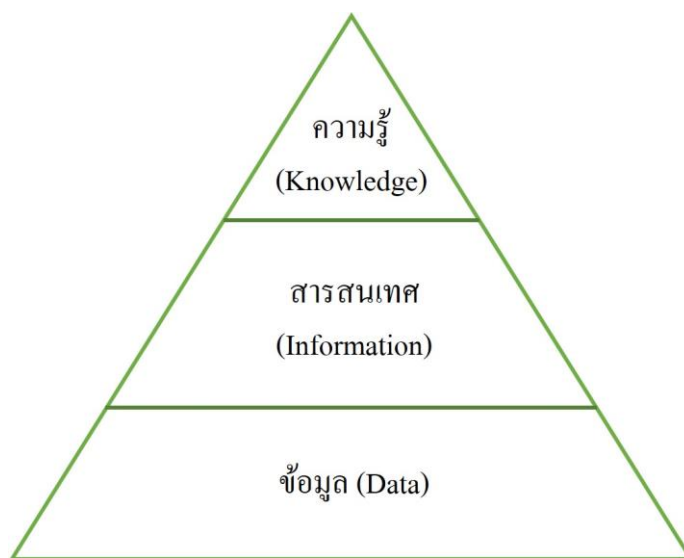 ความรู้
(Knowledge)
สารสนเทศ
(Information)
ข้อมูล (Data)